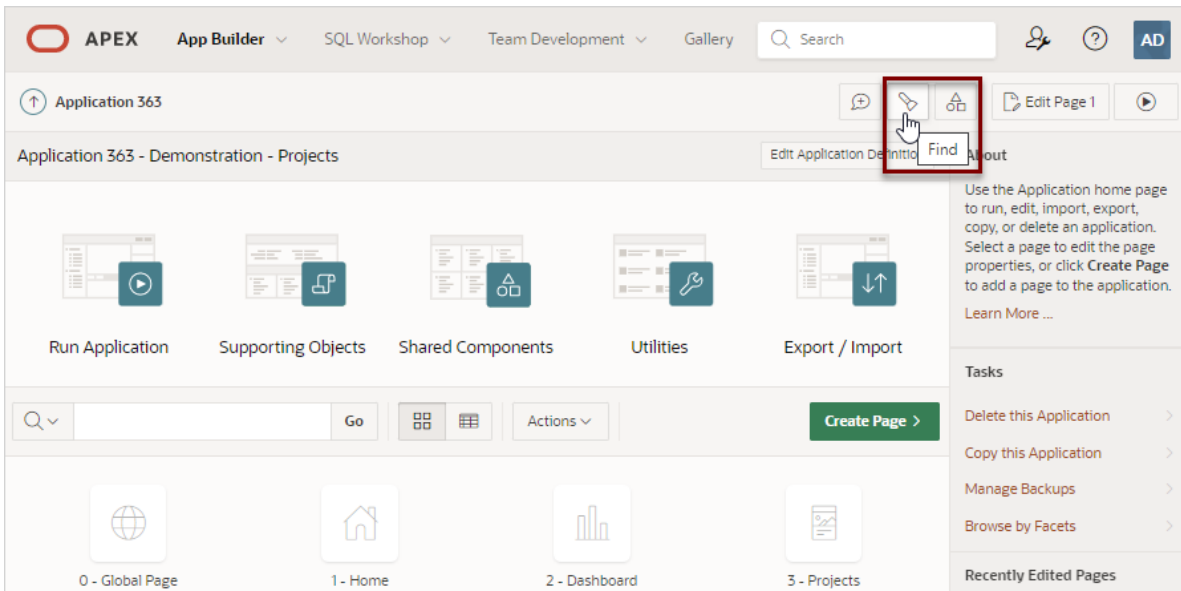 APEX App Builder SQL Workshop Team Development Gallery Search AD
Application 363 Edit Page 1
Application 363 - Demonstration - Projects Edit Application Find
About
Use the Application home page
to run, edit, import, export,
copy, or delete an application.
Select a page to edit the page
properties, or click Create Page
to add a page to the application.
Learn More ...
Run Application Supporting Objects Shared Components Utilities Export / Import
Tasks
Go Actions Create Page
Delete this Application
Copy this Application
Manage Backups
Browse by Facets
0 - Global Page 1 - Home 2 - Dashboard 3 - Projects
Recently Edited Pages